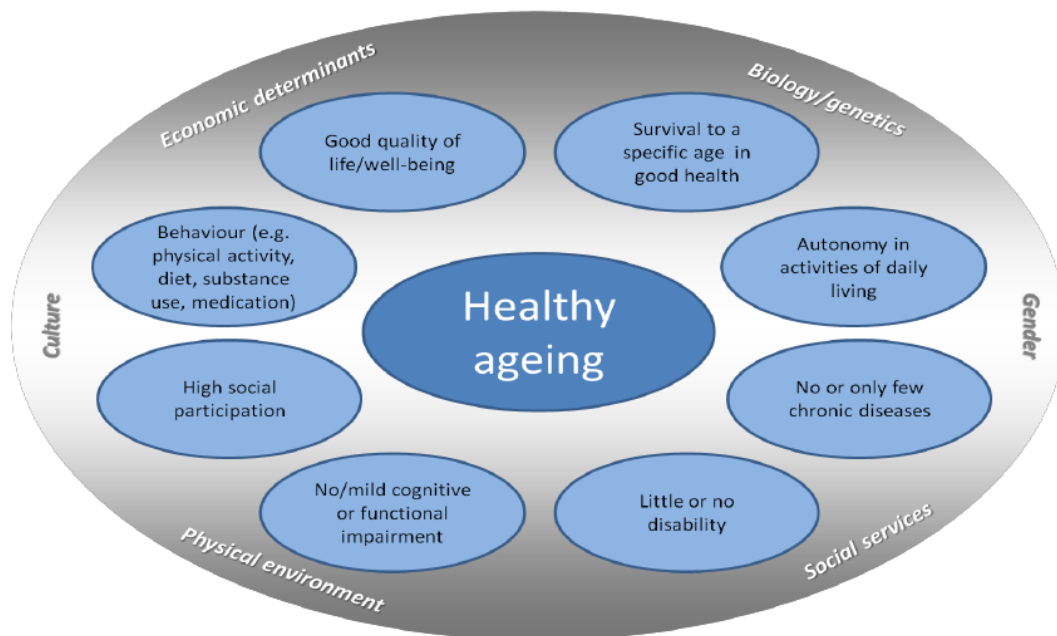 Economic determinants
Biology/genetics
Good quality of
life/well-being
Survival to a
specific age in
good health
Behaviour (e.g.
physical activity,
diet, substance
use, medication)
Autonomy in
activities of daily
living
Culture
Healthy
ageing
Gender
High social
participation
No or only few
chronic diseases
No/mild cognitive
or functional
impairment
Little or no
disability
Physical environment
Social services